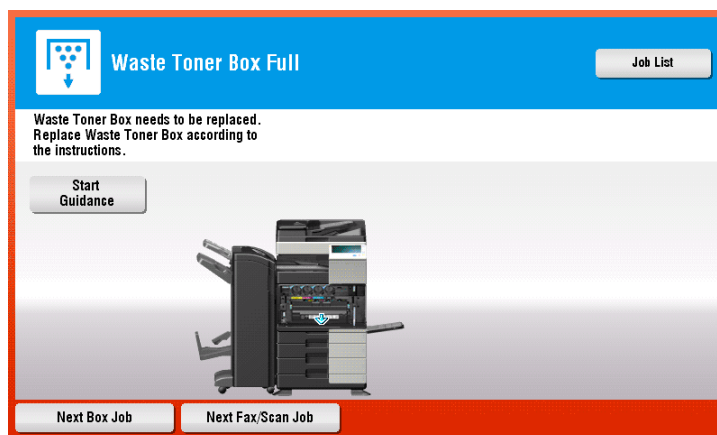 Waste Toner Box Full
Job List
Waste Toner Box needs to be replaced.
Replace Waste Toner Box according to
the instructions.
Start
Guidance
Next Box Job
Next Fax/Scan Job